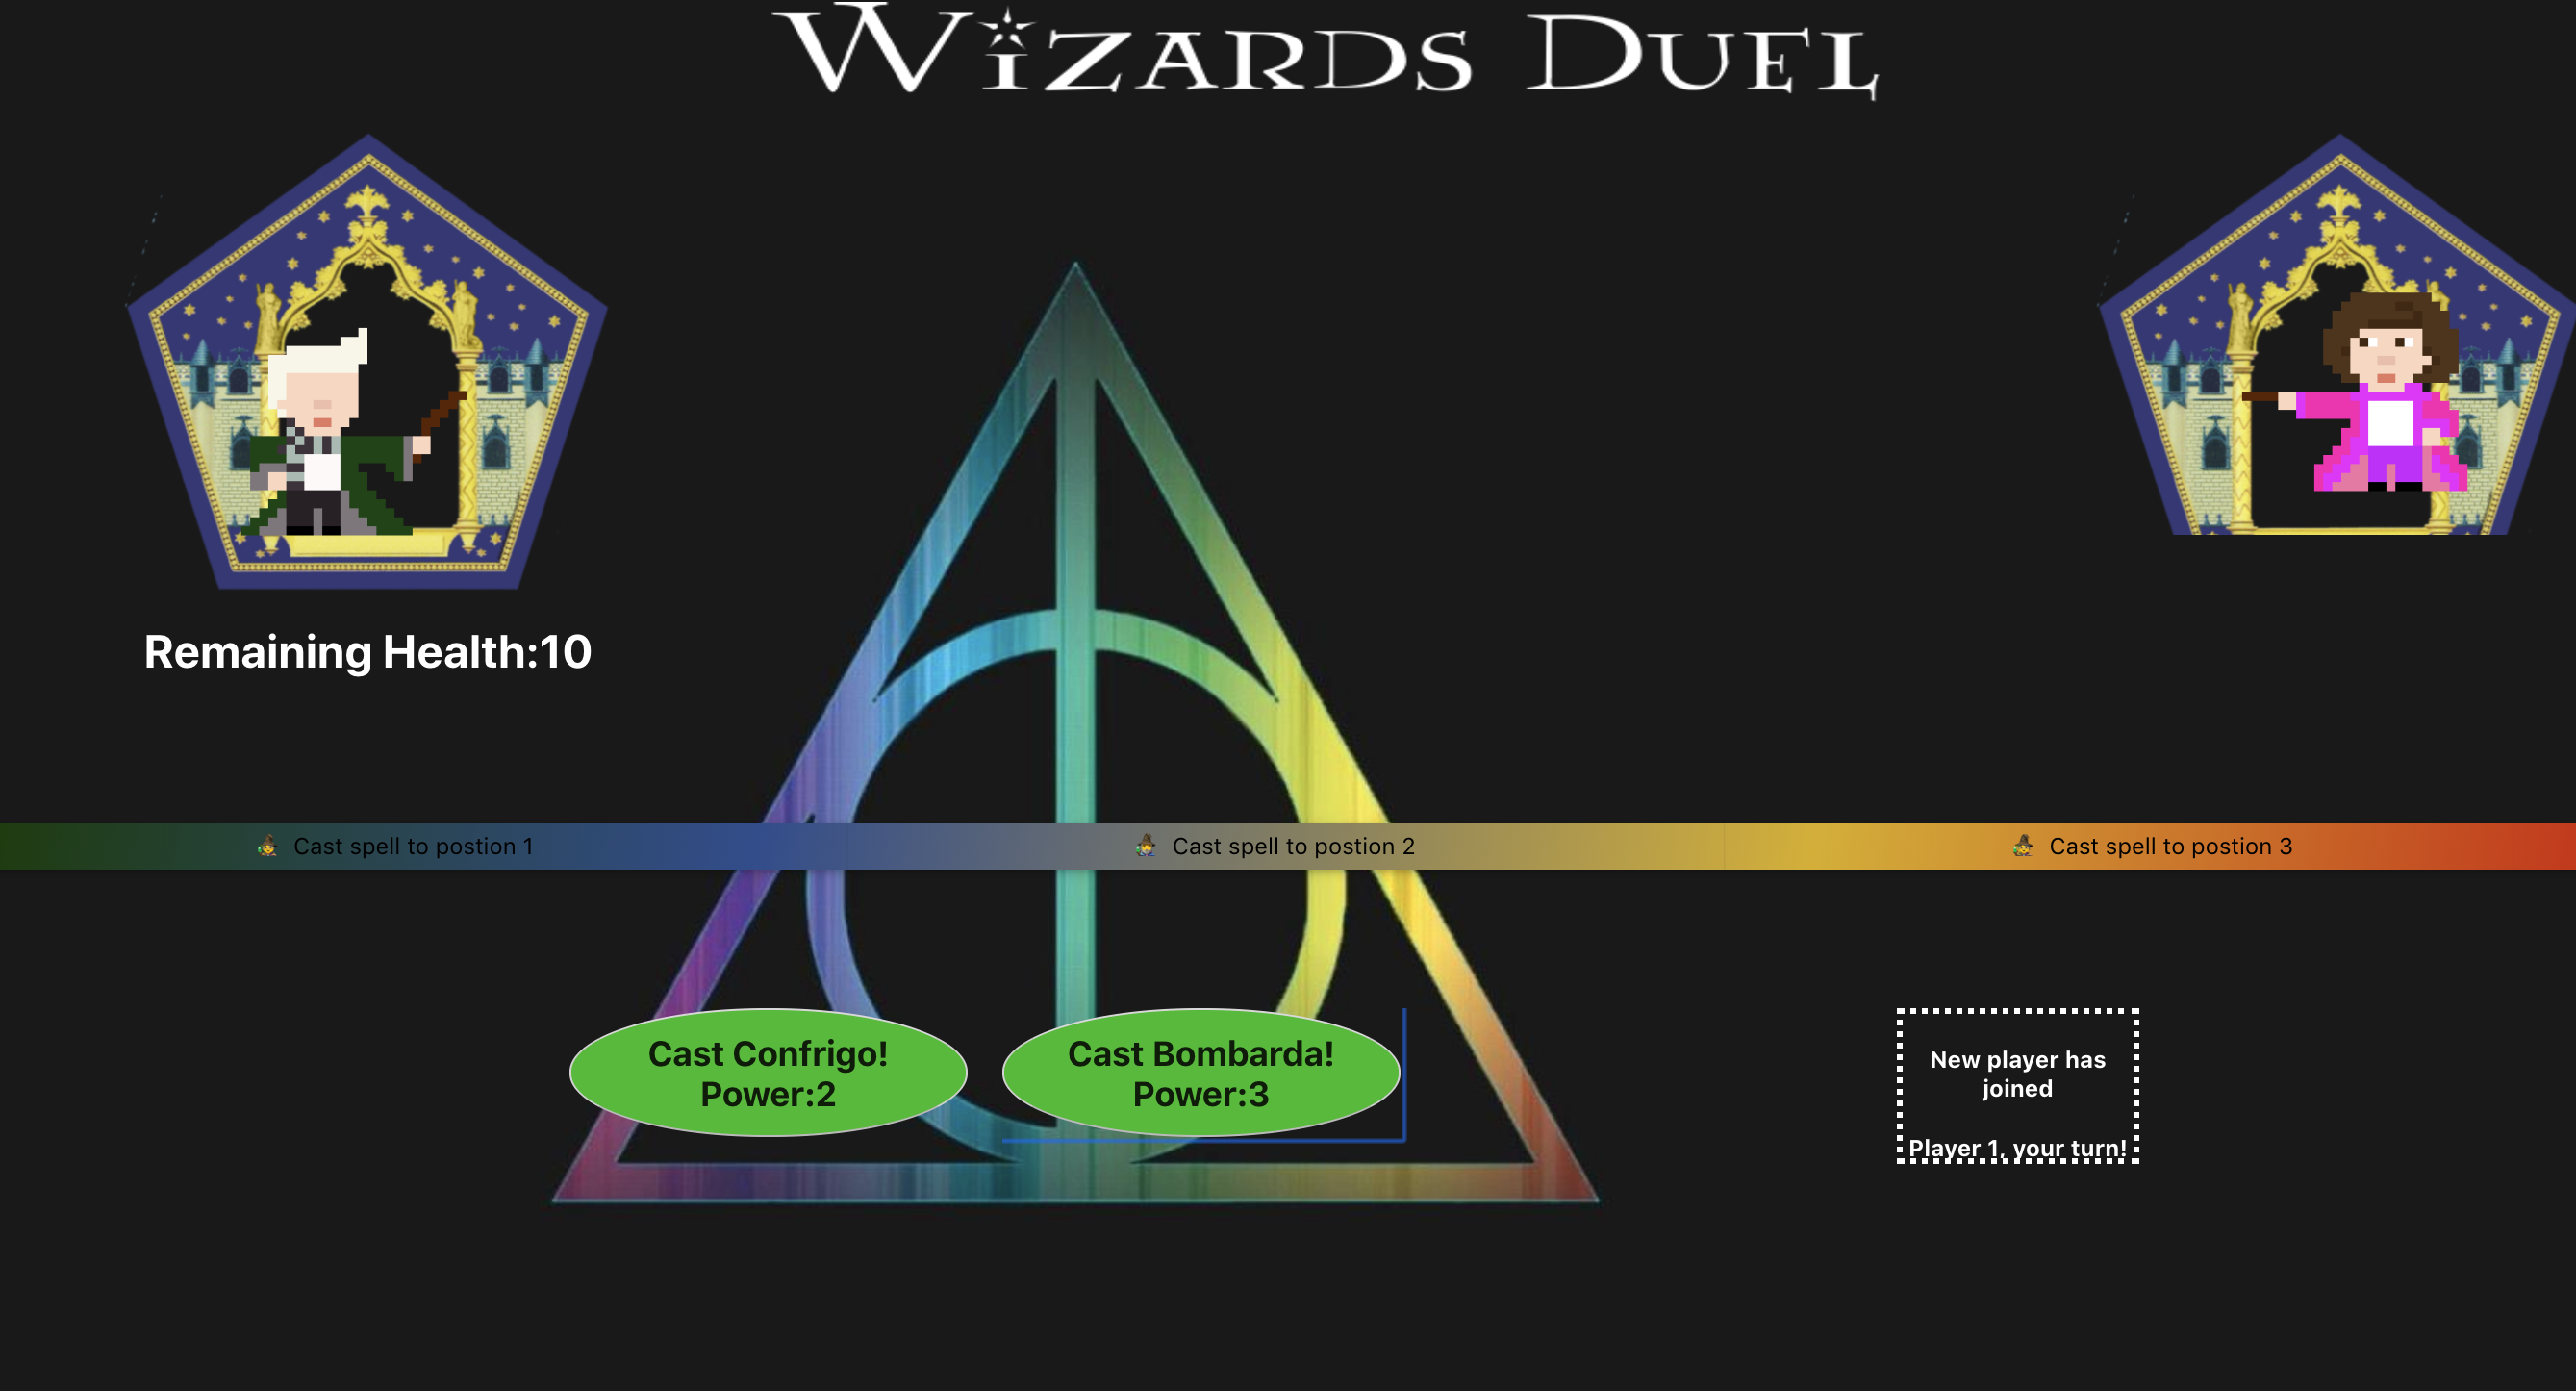 Wizards Duel
Remaining Health:10
Cast spell to postion 1
Cast spell to postion 2
Cast spell to postion 3
Cast Confrigo!
Power:2
Cast Bombarda!
Power:3
New player has
joined
Player 1, your turn!